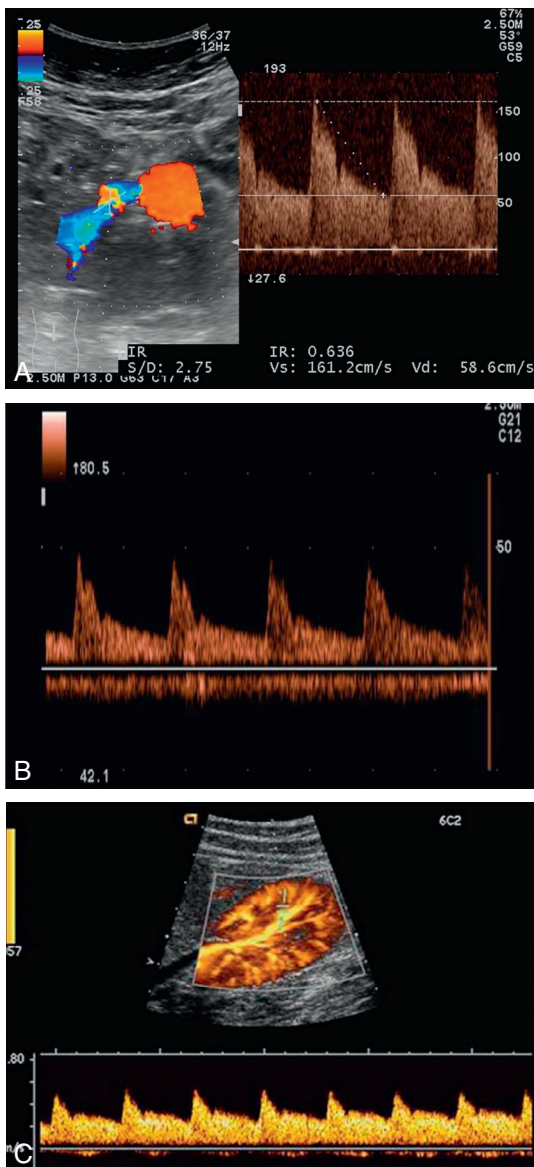 .25
.25
F58
36/37
12Hz
67%
2.50M
53°
G59
C5
193
150
100
50
↓27.6
IR
S/D: 2.75
IR: 0.636
Vs: 161.2cm/s Vd: 58.6cm/s
A
2.50M P13.0 G63 C17 A3
G21
C12
↑80.5
50
42.1
B
6C2
57
.80
C